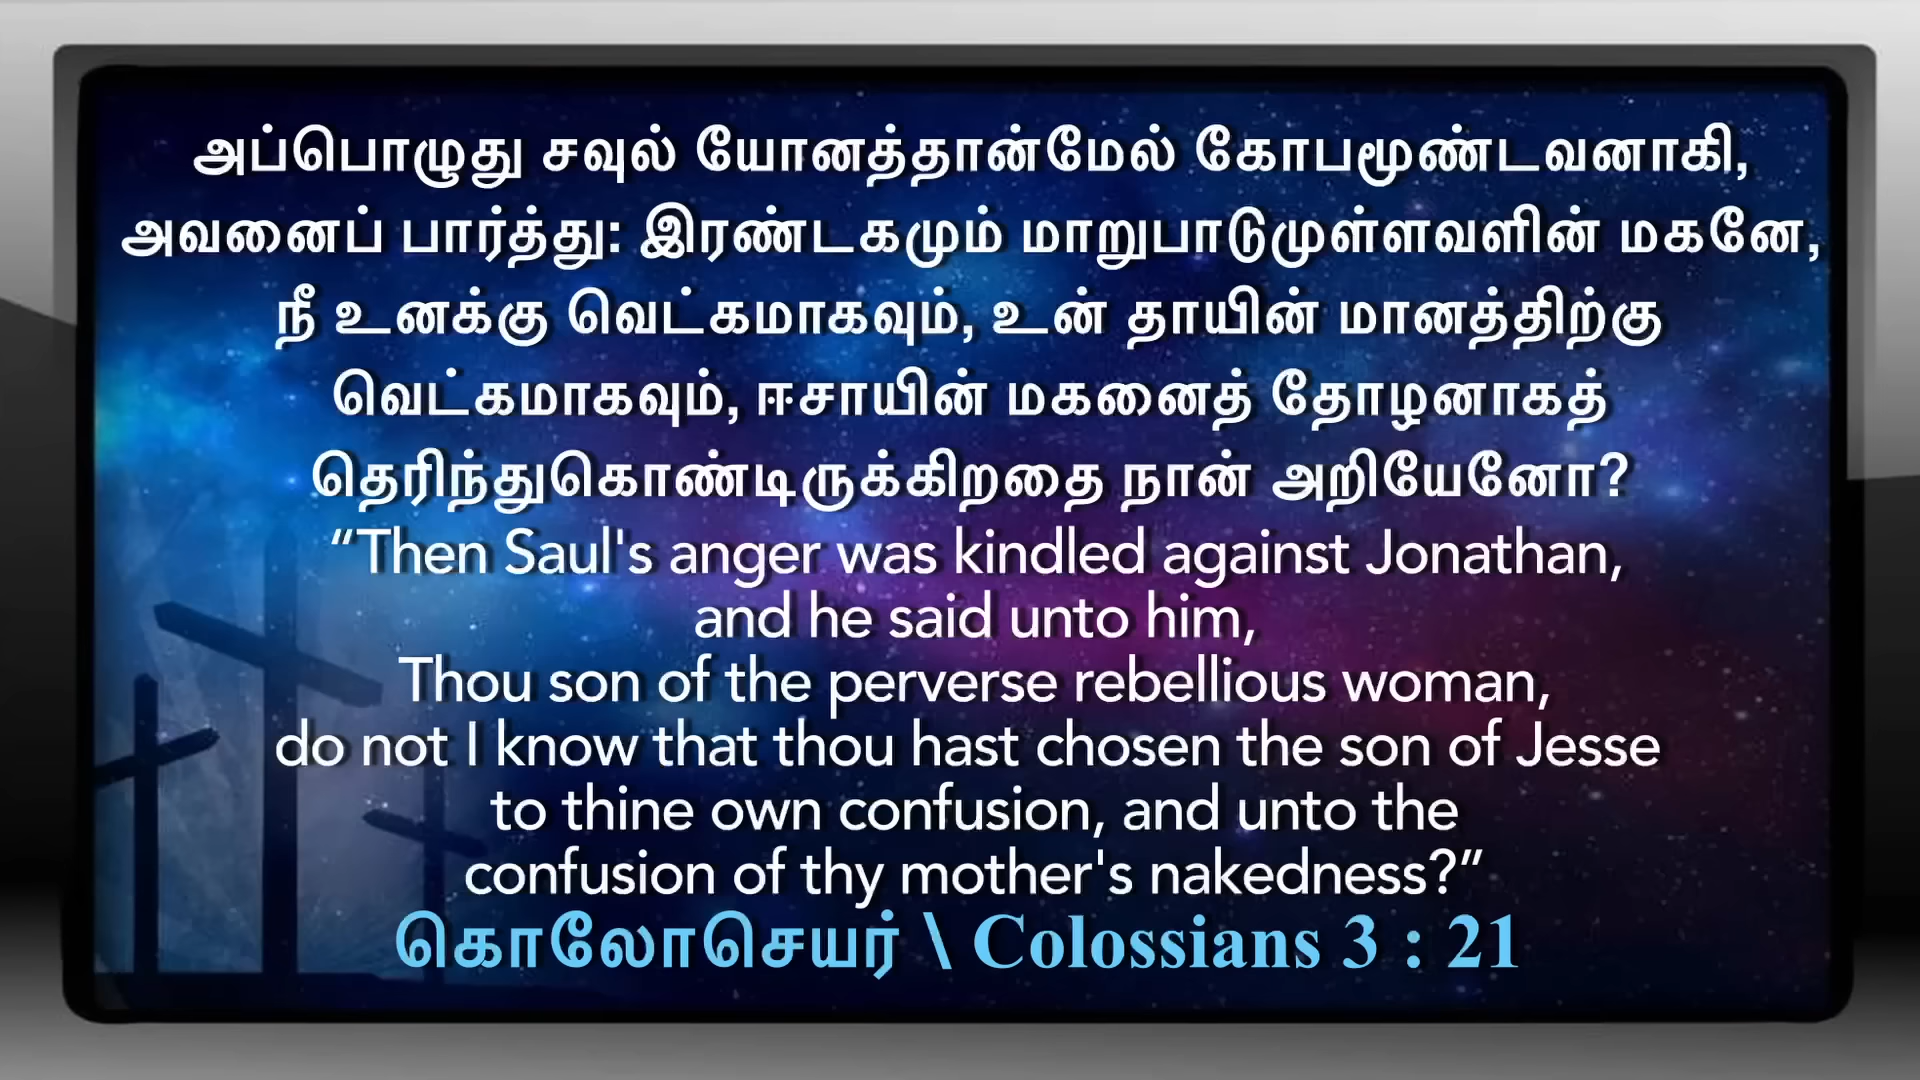 அப்பொழுது சவுல் யோனத்தான்மேல் கோபமூண்டவனாகி,
அவனைப் பார்த்து: இரண்டகமும் மாறுபாடுமுள்ளவளின் மகனே,
நீ உனக்கு வெட்கமாகவும், உன் தாயின் மானத்திற்கு
வெட்கமாகவும், ஈசாயின் மகனைத் தோழனாகத்
தெரிந்துகொண்டிருக்கிறதை நான் அறியேனோ?
“Then Saul's anger was kindled against Jonathan,
and he said unto him,
Thou son of the perverse rebellious woman,
do not I know that thou hast chosen the son of Jesse
to thine own confusion, and unto the
confusion of thy mother's nakedness?”
கொலோசெயர் \ Colossians 3 : 21